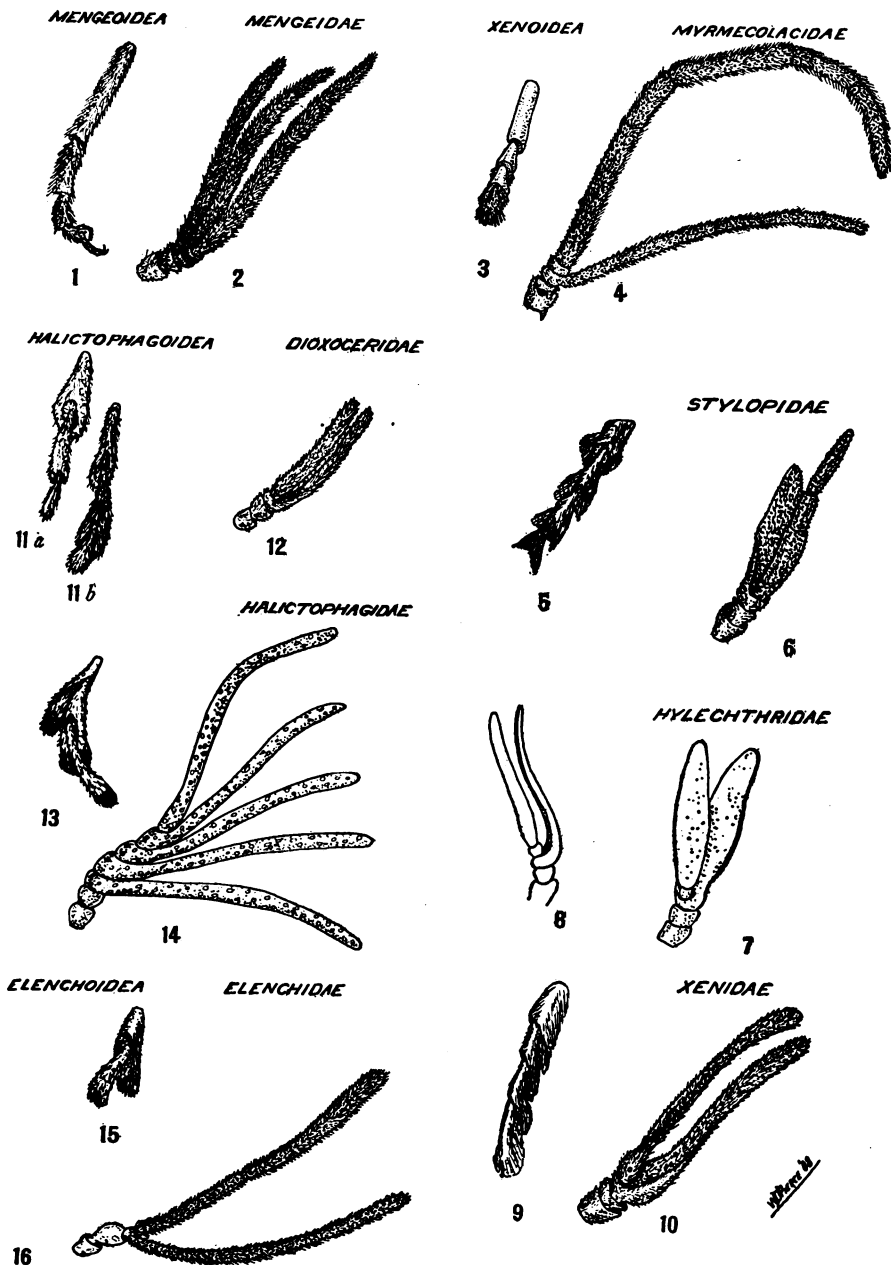 MENGEOIDEA MENGEIDAE
1 2
XENOIDEA MYRMECOLACIDAE
3 4
HALICTOPHAGOIDEA DIOXOCERIDAE
11 a 11 b 12
STYLOPIDAE
5 6
HALICTOPHAGIDAE
13 14
HYLECHTHRIDAE
8 7
ELENCHOIDEA ELENCHIDAE
15
16
XENIDAE
9 10